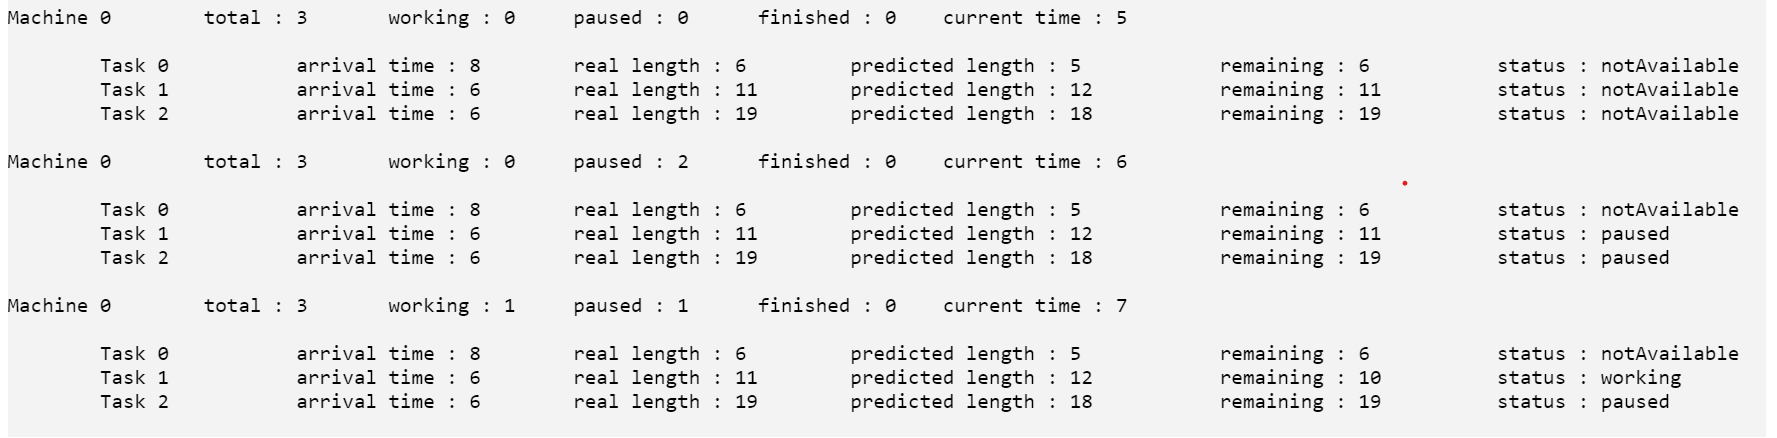 Machine 0 total : 3 working : 0 paused : 0 finished : 0 current time : 5
Task 0 arrival time : 8 real length : 6 predicted length : 5 remaining : 6 status : notAvailable
Task 1 arrival time : 6 real length : 11 predicted length : 12 remaining : 11 status : notAvailable
Task 2 arrival time : 6 real length : 19 predicted length : 18 remaining : 19 status : notAvailable
Machine 0 total : 3 working : 0 paused : 2 finished : 0 current time : 6
Task 0 arrival time : 8 real length : 6 predicted length : 5 remaining : 6 status : notAvailable
Task 1 arrival time : 6 real length : 11 predicted length : 12 remaining : 11 status : paused
Task 2 arrival time : 6 real length : 19 predicted length : 18 remaining : 19 status : paused
Machine 0 total : 3 working : 1 paused : 1 finished : 0 current time : 7
Task 0 arrival time : 8 real length : 6 predicted length : 5 remaining : 6 status : notAvailable
Task 1 arrival time : 6 real length : 11 predicted length : 12 remaining : 10 status : working
Task 2 arrival time : 6 real length : 19 predicted length : 18 remaining : 19 status : paused